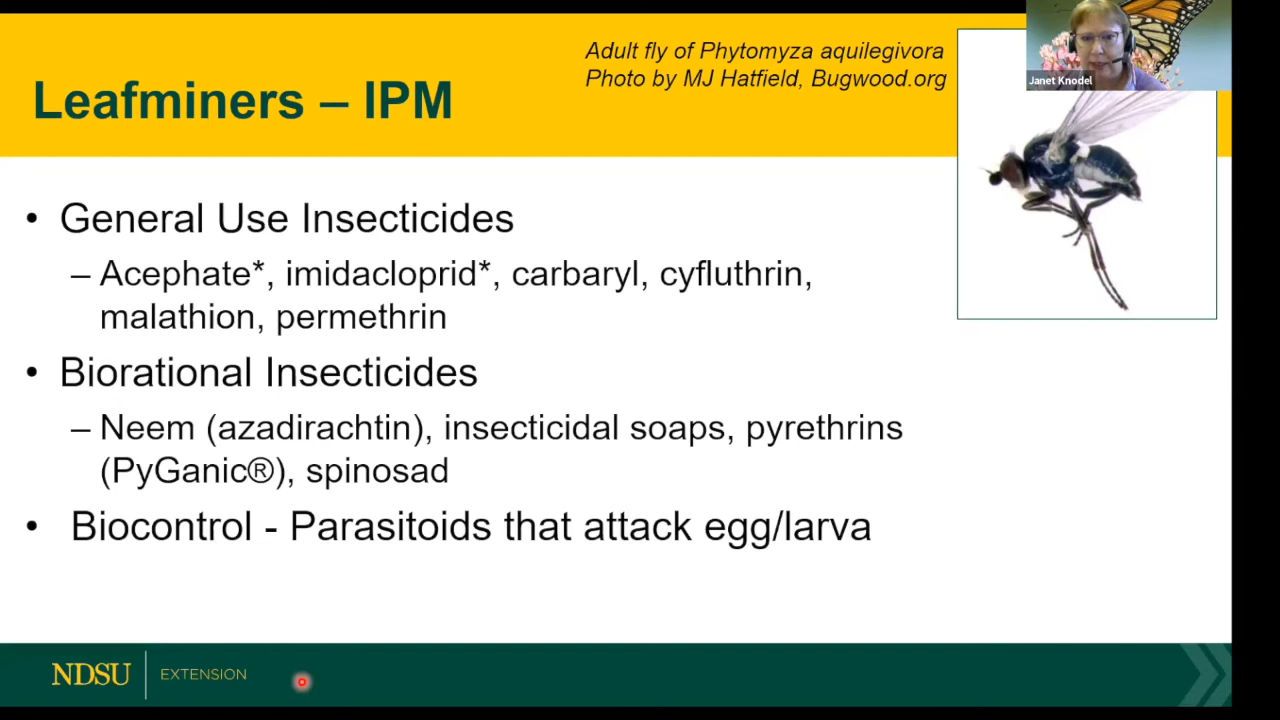 Adult fly of Phytomyza aquilegivora
Photo by MJ Hatfield, Bugwood.org
Janet Knodel
Leafminers – IPM
• General Use Insecticides
– Acephate*, imidacloprid*, carbaryl, cyfluthrin,
malathion, permethrin
• Biorational Insecticides
– Neem (azadirachtin), insecticidal soaps, pyrethrins
(PyGanic®), spinosad
• Biocontrol - Parasitoids that attack egg/larva
NDSU EXTENSION